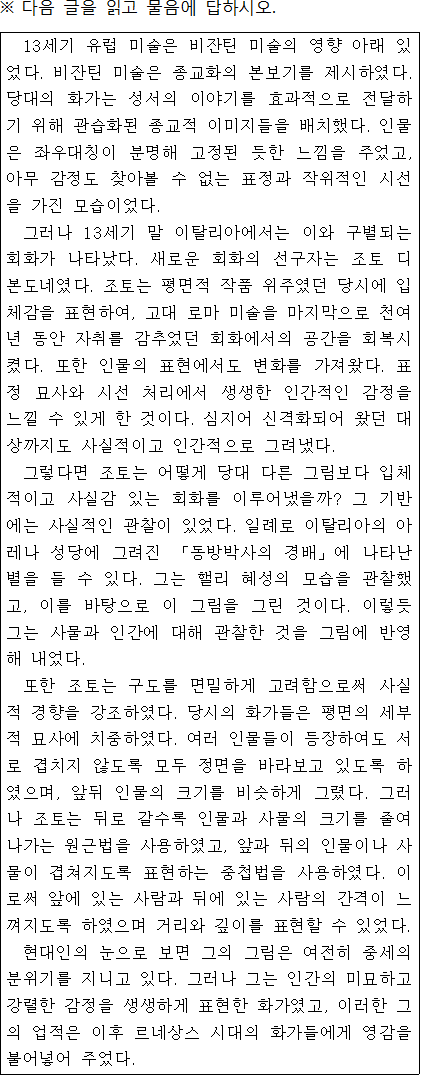 ※ 다음 글을 읽고 물음에 답하시오.
13세기 유럽 미술은 비잔틴 미술의 영향 아래 있
었다. 비잔틴 미술은 종교화의 본보기를 제시하였다.
당대의 화가는 성서의 이야기를 효과적으로 전달하
기 위해 관습화된 종교적 이미지들을 배치했다. 인물
은 좌우대칭이 분명해 고정된 듯한 느낌을 주었고,
아무 감정도 찾아볼 수 없는 표정과 작위적인 시선
을 가진 모습이었다.
그러나 13세기 말 이탈리아에서는 이와 구별되는
회화가 나타났다. 새로운 회화의 선구자는 조토 디
본도네였다. 조토는 평면적 작품 위주였던 당시에 입
체감을 표현하여, 고대 로마 미술을 마지막으로 천여
년 동안 자취를 감추었던 회화에서의 공간을 회복시
켰다. 또한 인물의 표현에서도 변화를 가져왔다. 표
정 묘사와 시선 처리에서 생생한 인간적인 감정을
느낄 수 있게 한 것이다. 심지어 신격화되어 왔던 대
상까지도 사실적이고 인간적으로 그려냈다.
그렇다면 조토는 어떻게 당대 다른 그림보다 입체
적이고 사실감 있는 회화를 이루어냈을까? 그 기반
에는 사실적인 관찰이 있었다. 일례로 이탈리아의 아
레나 성당에 그려진 「동방박사의 경배」에 나타난
별을 들 수 있다. 그는 핼리 혜성의 모습을 관찰했
고, 이를 바탕으로 이 그림을 그린 것이다. 이렇듯
그는 사물과 인간에 대해 관찰한 것을 그림에 반영
해 내었다.
또한 조토는 구도를 면밀하게 고려함으로써 사실
적 경향을 강조하였다. 당시의 화가들은 평면의 세부
적 묘사에 치중하였다. 여러 인물들이 등장하여도 서
로 겹치지 않도록 모두 정면을 바라보고 있도록 하
였으며, 앞뒤 인물의 크기를 비슷하게 그렸다. 그러
나 조토는 뒤로 갈수록 인물과 사물의 크기를 줄여
나가는 원근법을 사용하였고, 앞과 뒤의 인물이나 사
물이 겹쳐지도록 표현하는 중첩법을 사용하였다. 이
로써 앞에 있는 사람과 뒤에 있는 사람의 간격이 느
껴지도록 하였으며 거리와 깊이를 표현할 수 있었다.
현대인의 눈으로 보면 그의 그림은 여전히 중세의
분위기를 지니고 있다. 그러나 그는 인간의 미묘하고
강렬한 감정을 생생하게 표현한 화가였고, 이러한 그
의 업적은 이후 르네상스 시대의 화가들에게 영감을
불어넣어 주었다.